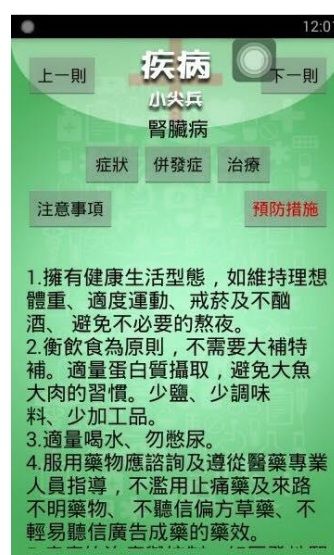 12:01
上一則
疾病
下一則
小尖兵
腎臟病
症狀 併發症 治療
注意事項 預防措施
1.擁有健康生活型態，如維持理想
體重、適度運動、戒菸及不酗
酒、 避免不必要的熬夜。
2.衡飲食為原則，不需要大補特
補。適量蛋白質攝取，避免大魚
大肉的習慣。少鹽、少調味
料、少加工品。
3.適量喝水、勿憋尿。
4.服用藥物應諮詢及遵從醫藥專業
人員指導，不濫用止痛藥及來路
不明藥物、 不聽信偏方草藥、不
輕易聽信廣告成藥的藥效。